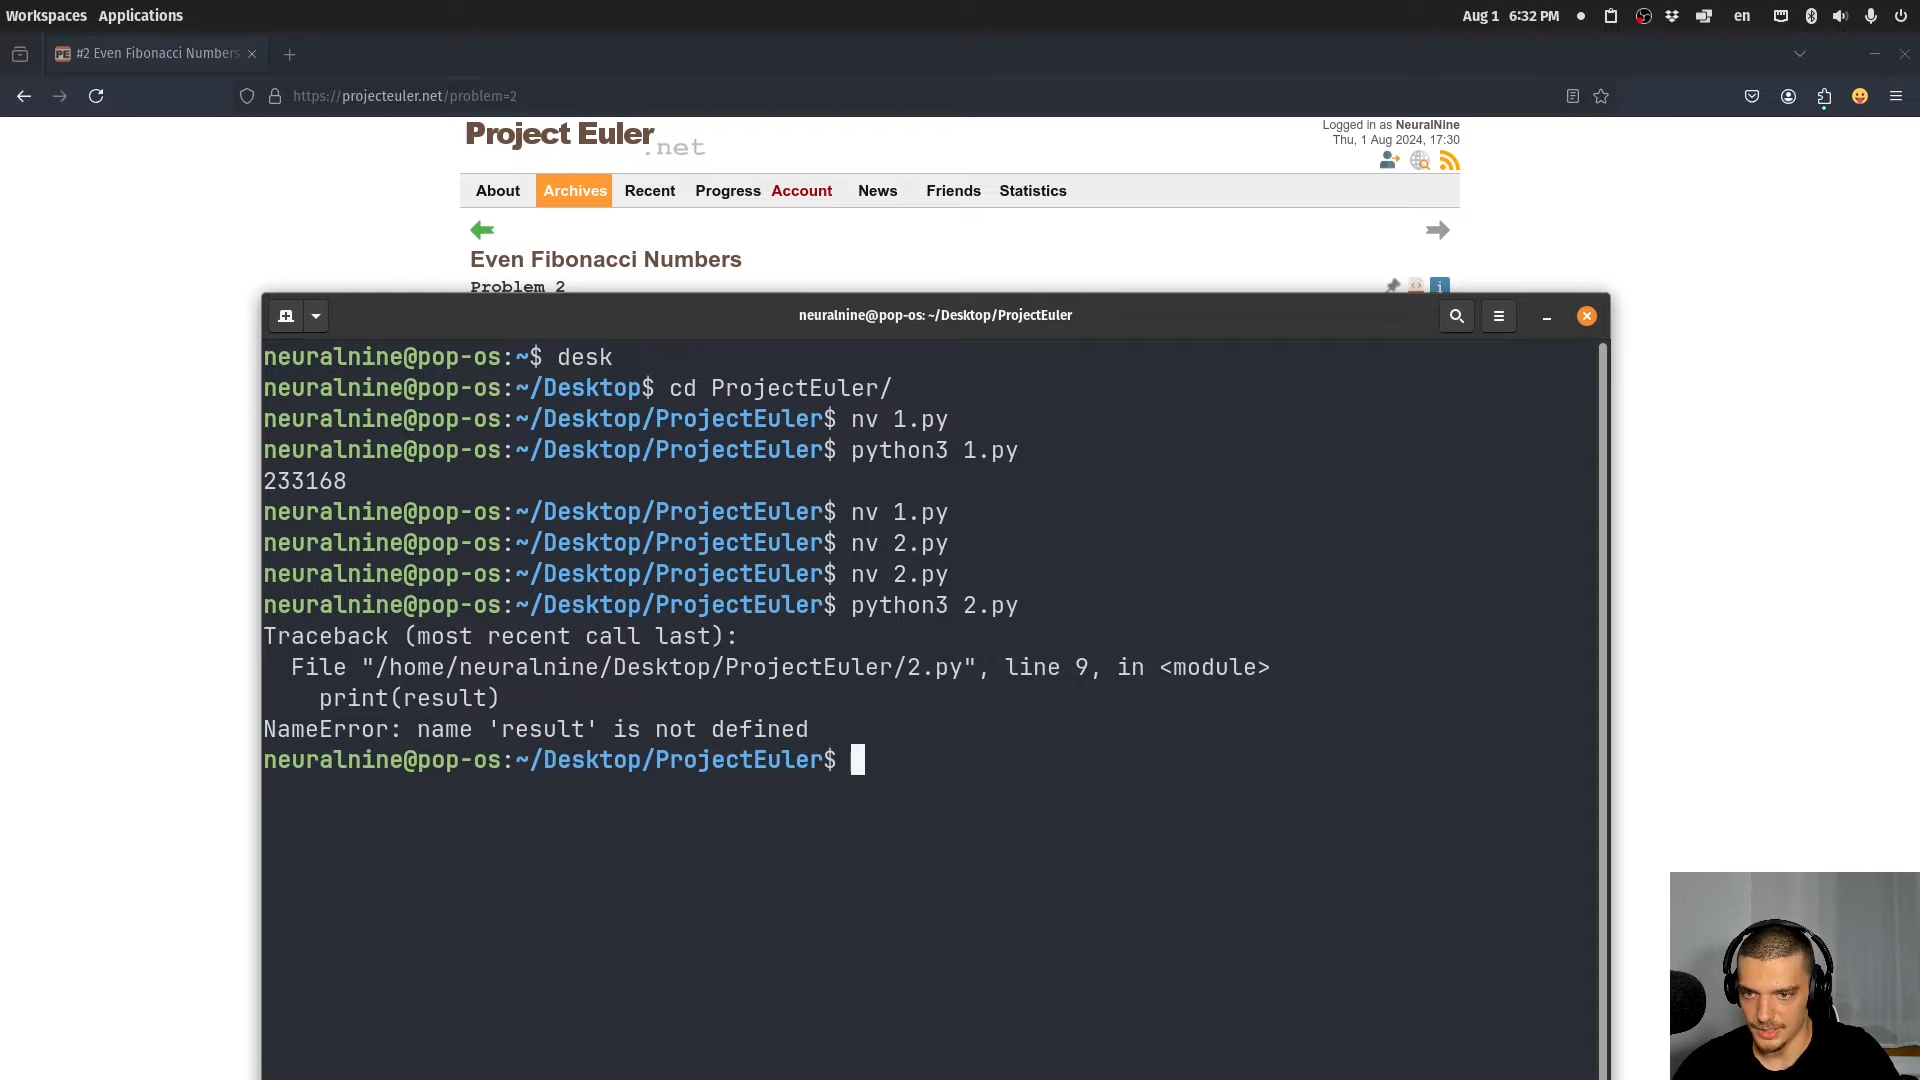 Workspaces Applications Aug 1 6:32 PM en
#2 Even Fibonacci Numbers
https://projecteuler.net/problem=2
Project Euler
.net
Logged in as NeuralNine
Thu, 1 Aug 2024, 17:30
About Archives Recent Progress Account News Friends Statistics
Even Fibonacci Numbers
Problem 2
neuralnine@pop-os: ~/Desktop/ProjectEuler
neuralnine@pop-os:~$ desk
neuralnine@pop-os:~/Desktop$ cd ProjectEuler/
neuralnine@pop-os:~/Desktop/ProjectEuler$ nv 1.py
neuralnine@pop-os:~/Desktop/ProjectEuler$ python3 1.py
233168
neuralnine@pop-os:~/Desktop/ProjectEuler$ nv 1.py
neuralnine@pop-os:~/Desktop/ProjectEuler$ nv 2.py
neuralnine@pop-os:~/Desktop/ProjectEuler$ nv 2.py
neuralnine@pop-os:~/Desktop/ProjectEuler$ python3 2.py
Traceback (most recent call last):
  File "/home/neuralnine/Desktop/ProjectEuler/2.py", line 9, in <module>
    print(result)
NameError: name 'result' is not defined
neuralnine@pop-os:~/Desktop/ProjectEuler$